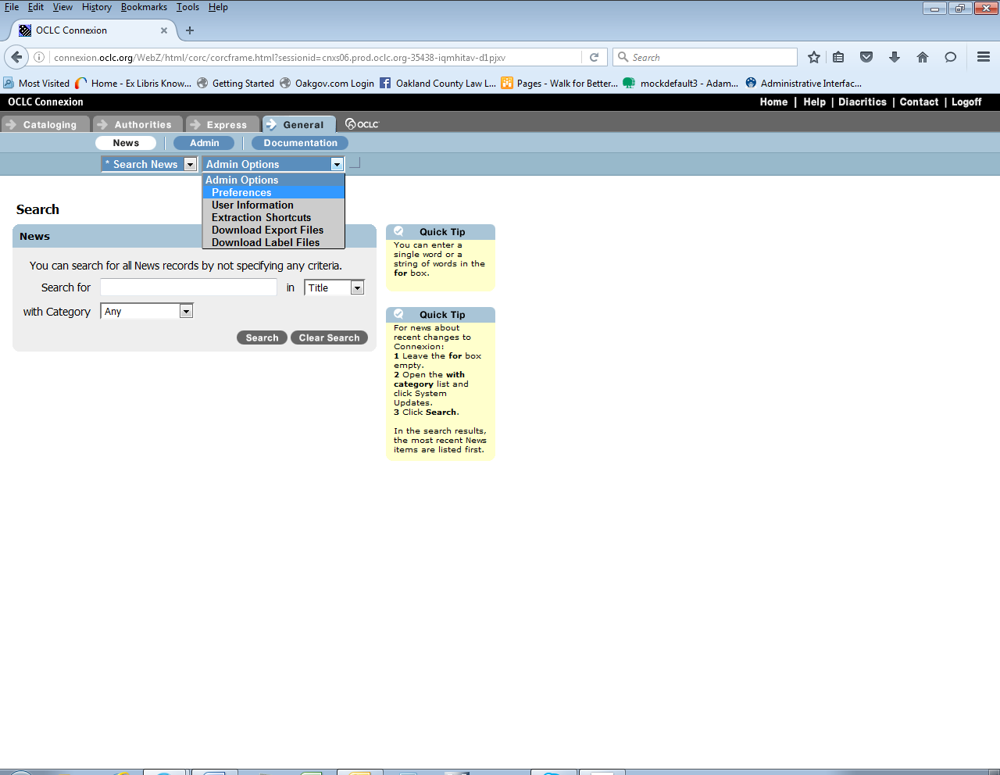 File Edit View History Bookmarks Tools Help
OCLC Connexion
connexion.oclc.org/WebZ/html/corc/corcframe.html?sessionid=cnxs06.prod.oclc.org-35438-iqmhitav-d1pjxv
Search
Most Visited Home - Ex Libris Know... Getting Started Oakgov.com Login Oakland County Law L... Pages - Walk for Better... mockdefault3 - Adam... Administrative Interfac...
OCLC Connexion Home | Help | Diacritics | Contact | Logoff
Cataloging Authorities Express General OCLC
News Admin Documentation
* Search News Admin Options
Admin Options
Preferences
User Information
Extraction Shortcuts
Download Export Files
Download Label Files
Search
News
You can search for all News records by not specifying any criteria.
Search for in Title
with Category Any
Search Clear Search
Quick Tip
You can enter a
single word or a
string of words in the
for box.
Quick Tip
For news about
recent changes to
Connexion:
1 Leave the for box
empty.
2 Open the with
category list and
click System
Updates.
3 Click Search.
In the search results,
the most recent News
items are listed first.